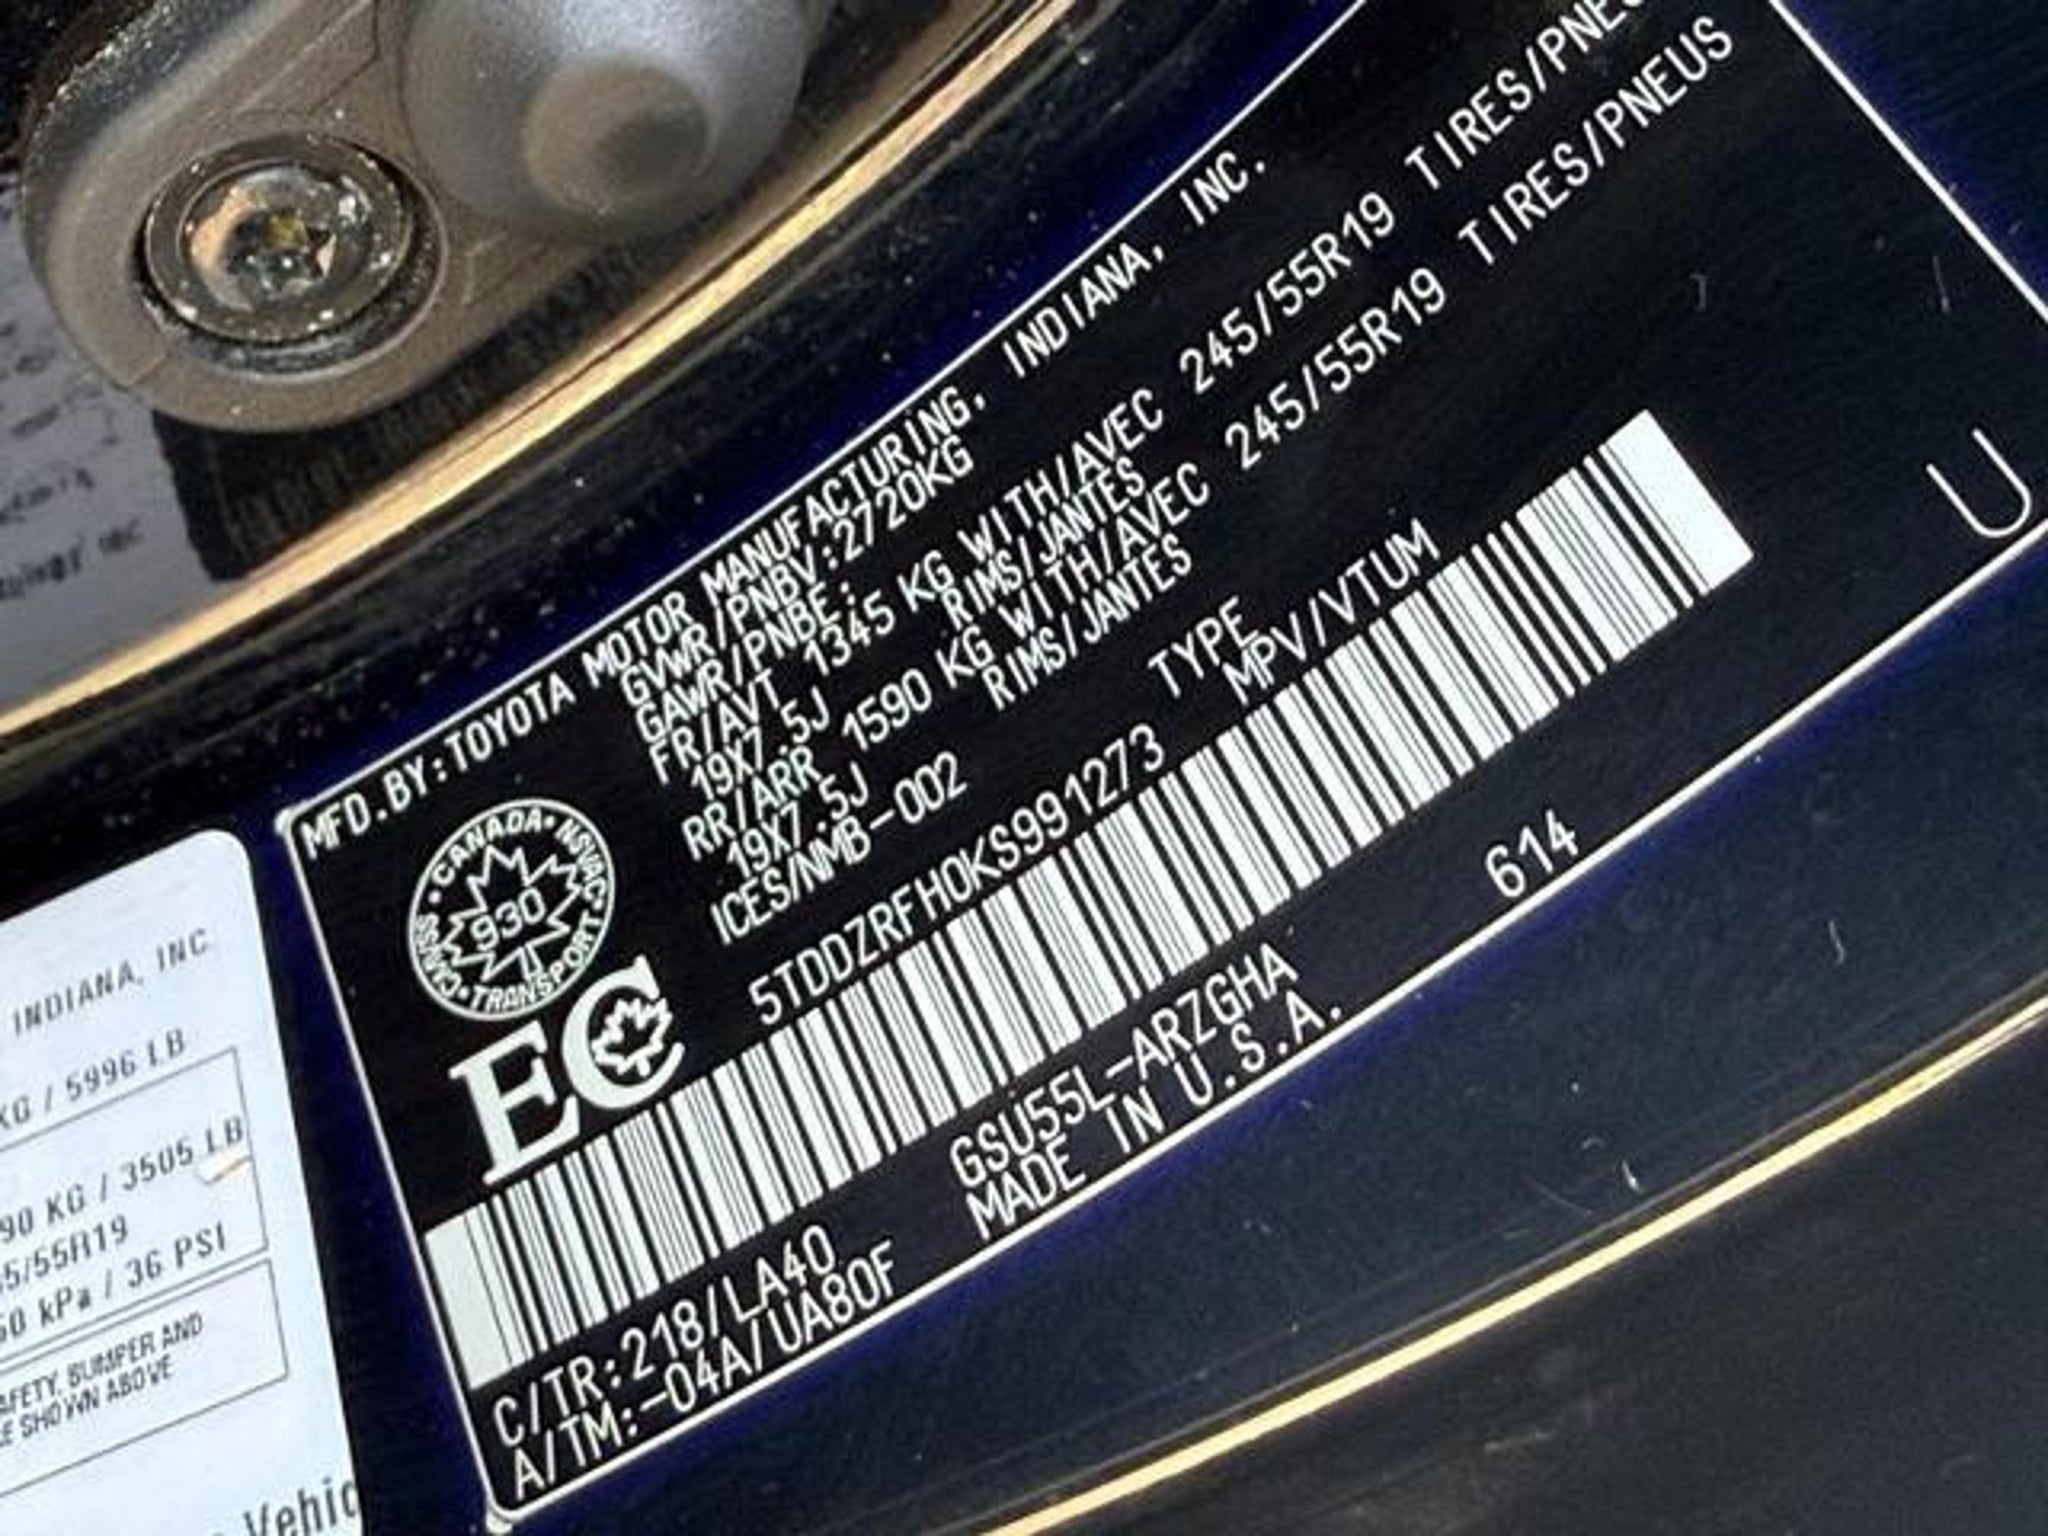 MFD.BY:TOYOTA MOTOR MANUFACTURING, INDIANA, INC.
GVWR/PNBV:2720KG
GAWR/PNBE:
FR/AVT 1345 KG WITH/AVEC 245/55R19 TIRES/PNEU
19X7.5J RIMS/JANTES
RR/ARR 1590 KG WITH/AVEC 245/55R19 TIRES/PNEUS
19X7.5J RIMS/JANTES
ICES/NMB-002
CANADA • NSVAC
930
TRANSPORT • CMVSS
EC
5TDDZRFH0KS991273
TYPE
MPV/VTUM
C/TR:218/LA40
A/TM:-04A/UA80F
GSU55L-ARZGHA
MADE IN U.S.A.
614
U
INDIANA, INC.
KG / 5996 LB
90 KG / 3505 LB
5/55R19
50 kPa / 36 PSI
AFETY, BUMPER AND
E SHOWN ABOVE
Vehic